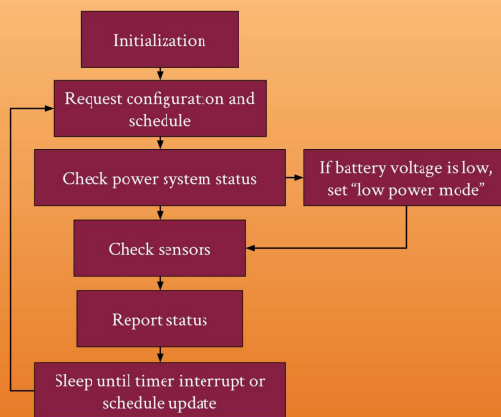 Initialization
Request configuration and
schedule
Check power system status
If battery voltage is low,
set “low power mode”
Check sensors
Report status
Sleep until timer interrupt or
schedule update